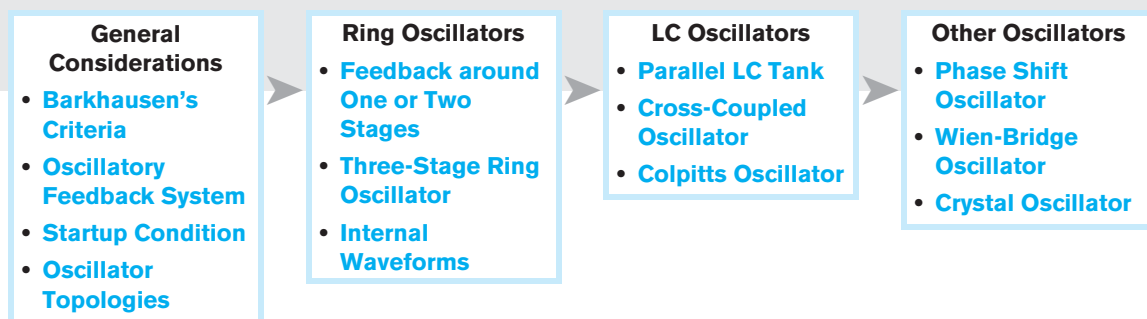 General
Considerations
• Barkhausen's
Criteria
• Oscillatory
Feedback System
• Startup Condition
• Oscillator
Topologies
Ring Oscillators
• Feedback around
One or Two
Stages
• Three-Stage Ring
Oscillator
• Internal
Waveforms
LC Oscillators
• Parallel LC Tank
• Cross-Coupled
Oscillator
• Colpitts Oscillator
Other Oscillators
• Phase Shift
Oscillator
• Wien-Bridge
Oscillator
• Crystal Oscillator